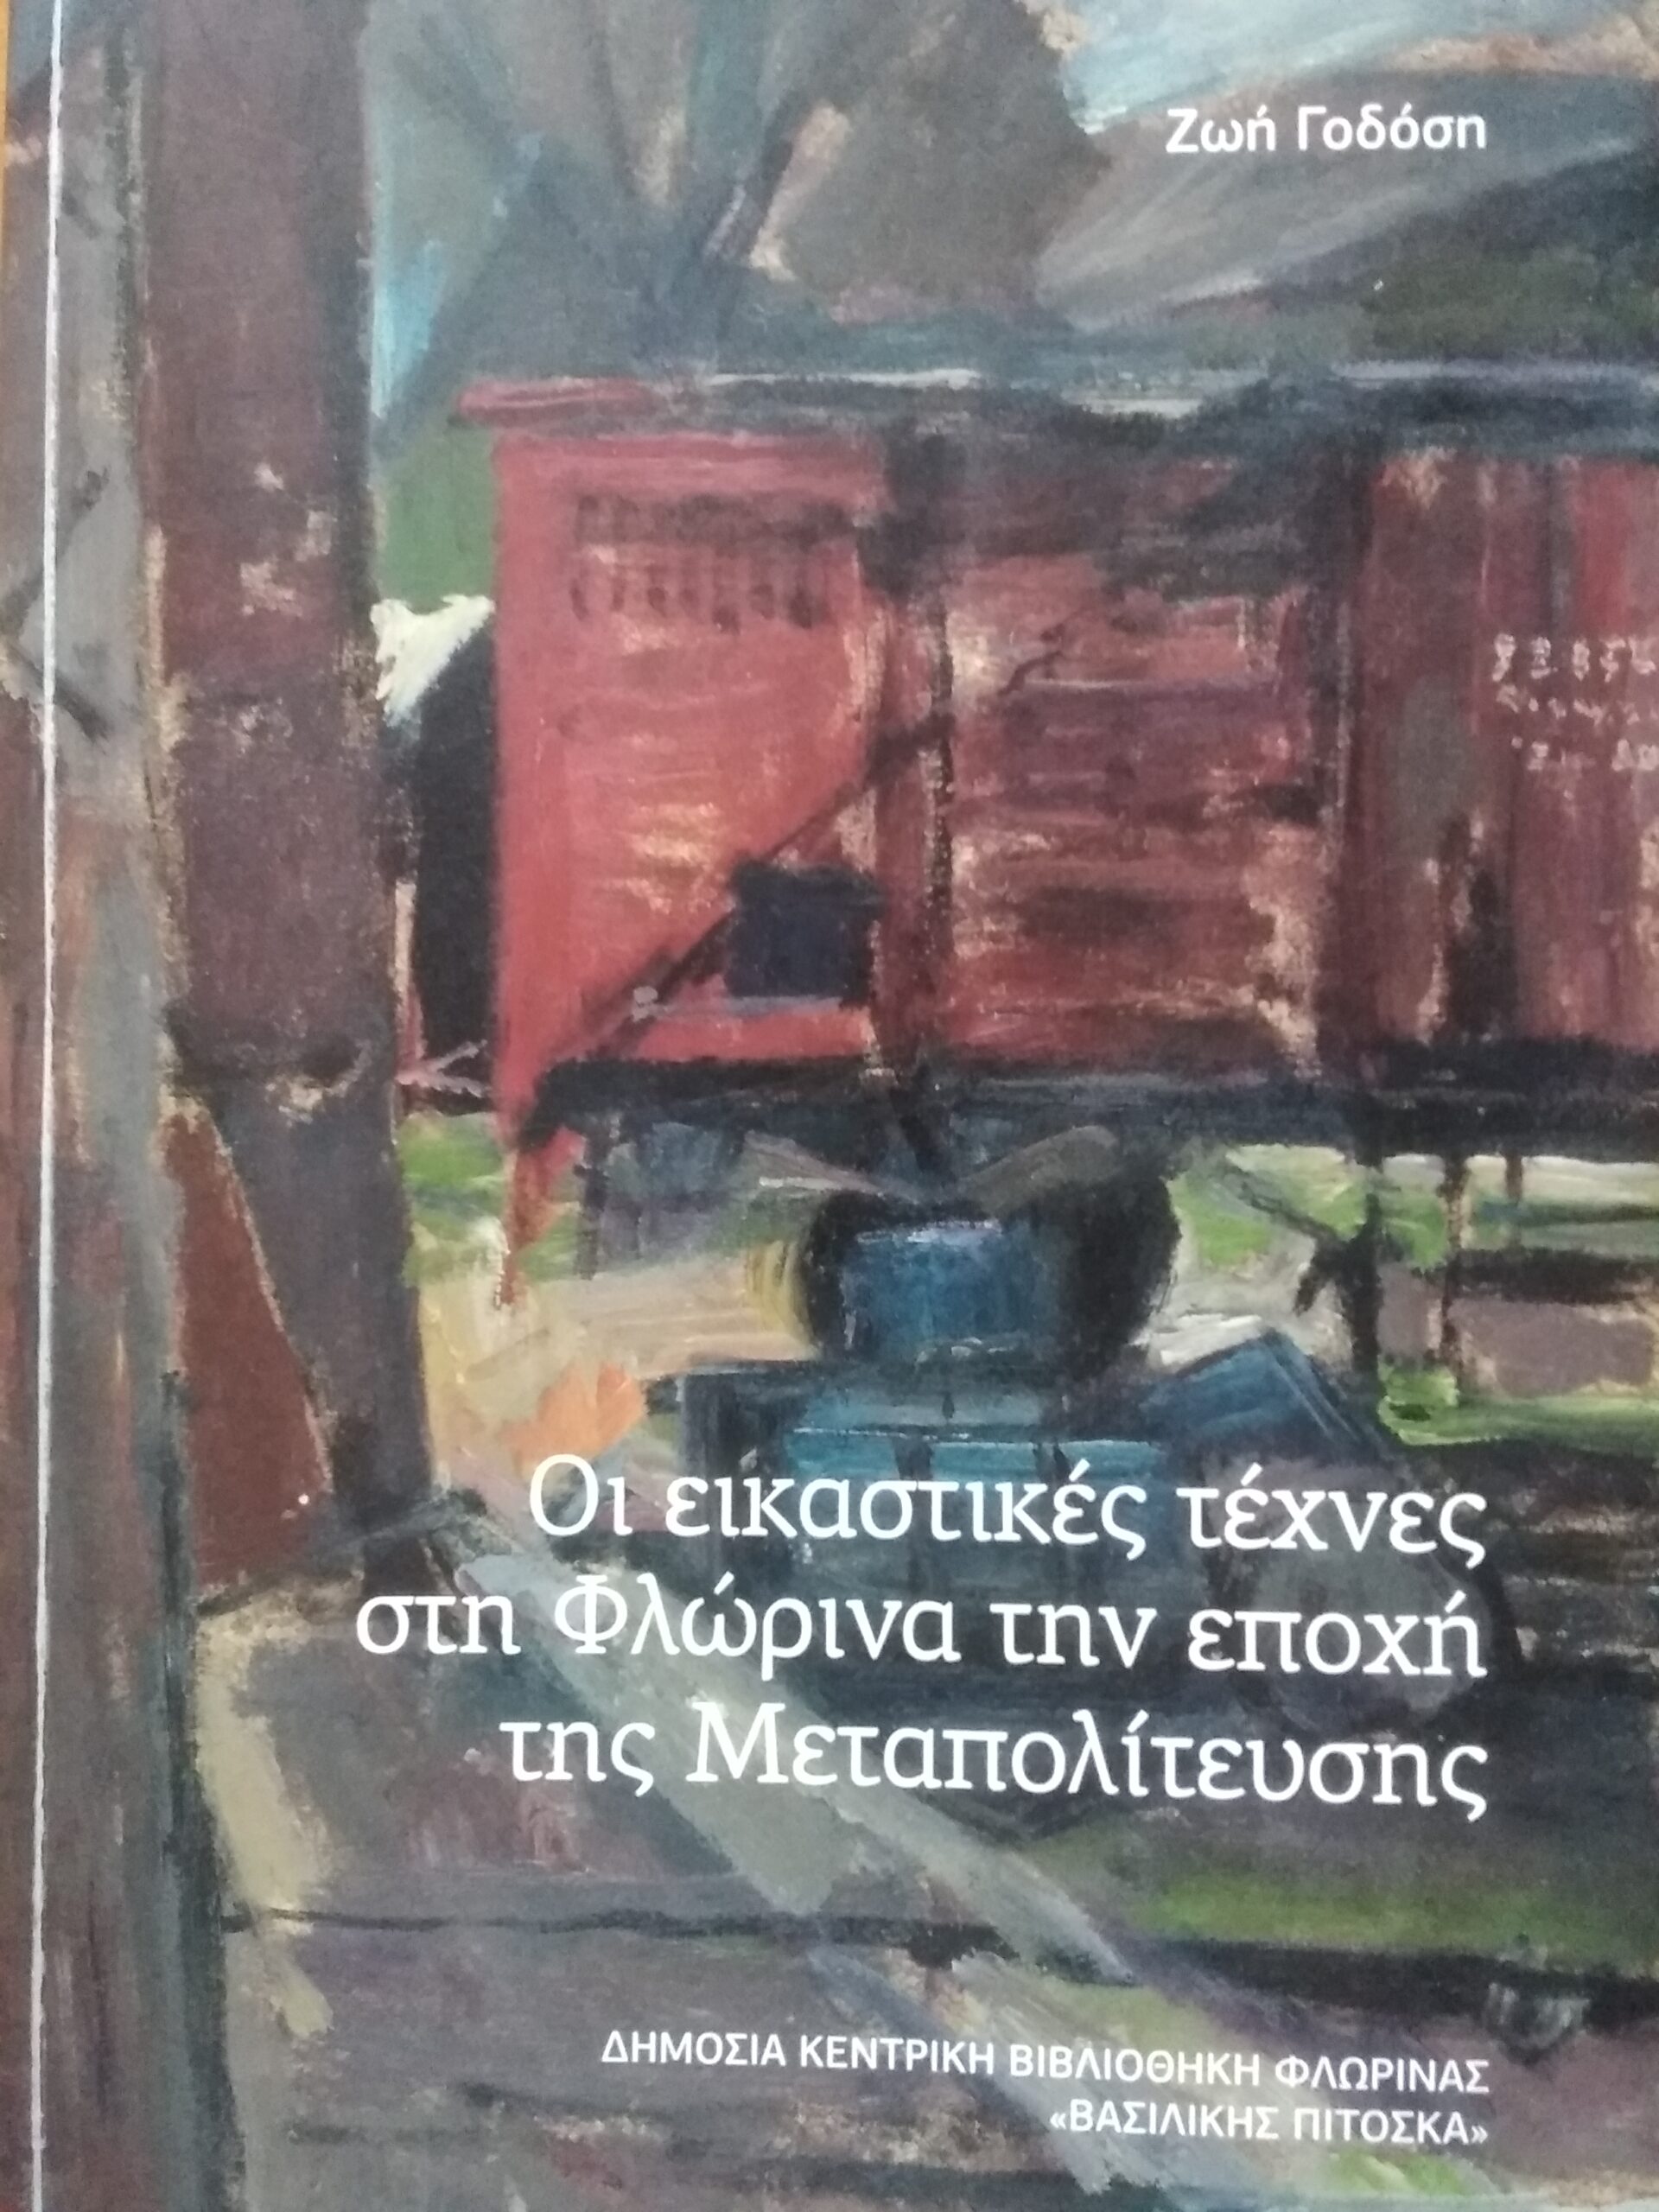 Ζωή Γοδόση
Οι εικαστικές τέχνες
στη Φλώρινα την εποχή
της Μεταπολίτευσης
ΔΗΜΟΣΙΑ ΚΕΝΤΡΙΚΗ ΒΙΒΛΙΟΘΗΚΗ ΦΛΩΡΙΝΑΣ
«ΒΑΣΙΛΙΚΗΣ ΠΙΤΟΣΚΑ»